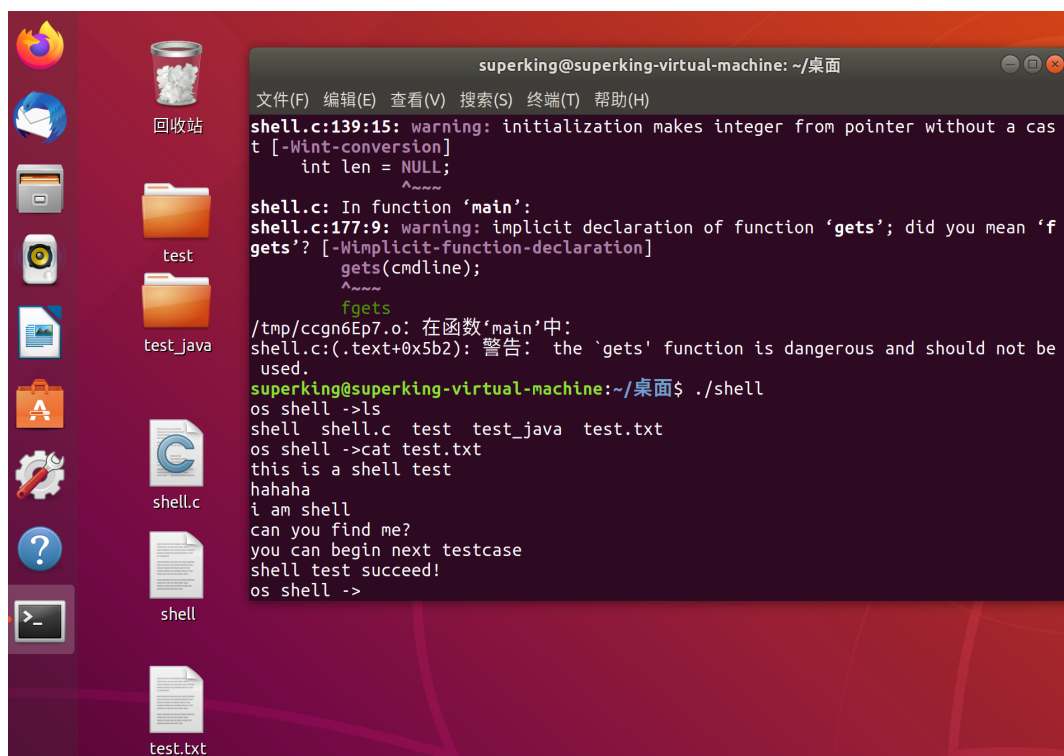 superking@superking-virtual-machine: ~/桌面
文件(F) 编辑(E) 查看(V) 搜索(S) 终端(T) 帮助(H)
shell.c:139:15: warning: initialization makes integer from pointer without a cas
t [-Wint-conversion]
int len = NULL;
^~~~
shell.c: In function ‘main’:
shell.c:177:9: warning: implicit declaration of function ‘gets’; did you mean ‘f
gets’? [-Wimplicit-function-declaration]
gets(cmdline);
^~~~
fgets
/tmp/ccgn6Ep7.o: 在函数‘main’中:
shell.c:(.text+0x5b2): 警告: the `gets' function is dangerous and should not be
used.
superking@superking-virtual-machine:~/桌面$ ./shell
os shell ->ls
shell shell.c test test_java test.txt
os shell ->cat test.txt
this is a shell test
hahaha
i am shell
can you find me?
you can begin next testcase
shell test succeed!
os shell ->
回收站
test
test_java
shell.c
shell
test.txt